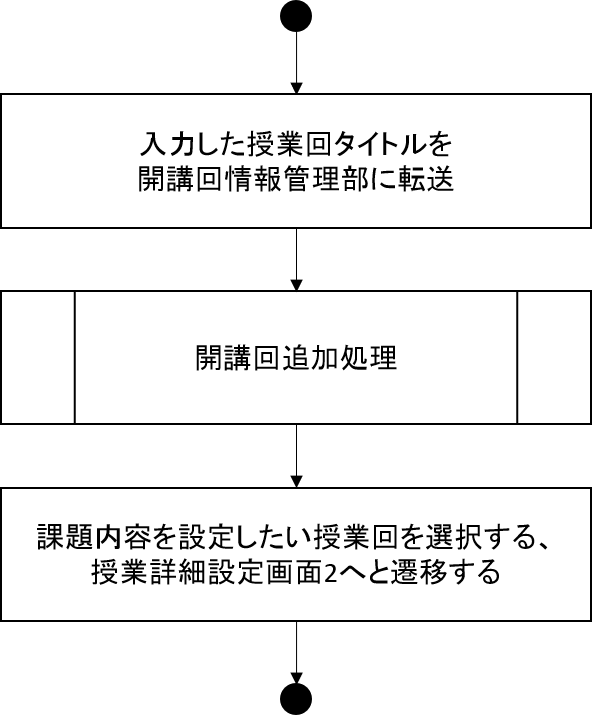 入力した授業回タイトルを
開講回情報管理部に転送
開講回追加処理
課題内容を設定したい授業回を選択する、
授業詳細設定画面2へと遷移する